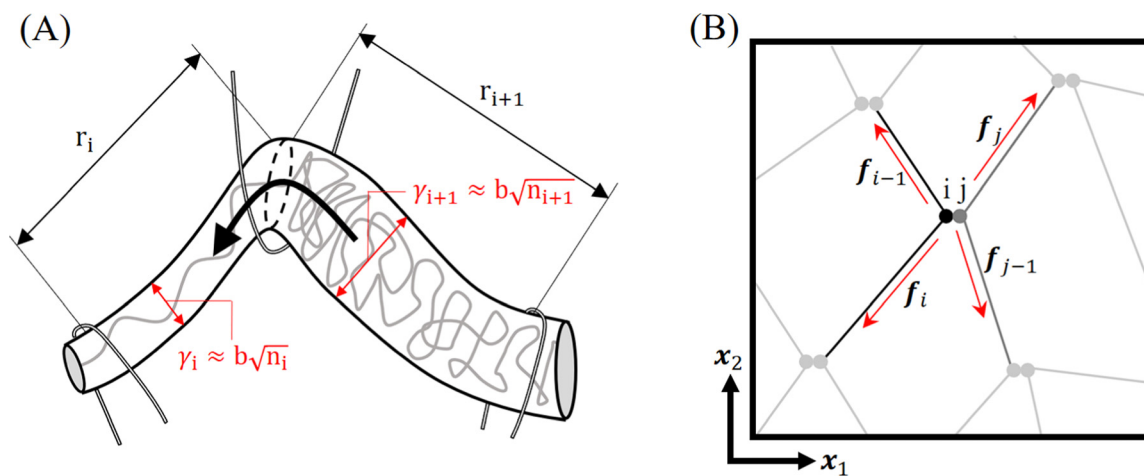 (A)
r_i
r_{i+1}
γ_{i+1} ≈ b√n_{i+1}
γ_i ≈ b√n_i
(B)
f_j
f_{i−1}
i j
f_{j−1}
f_i
x_2
x_1